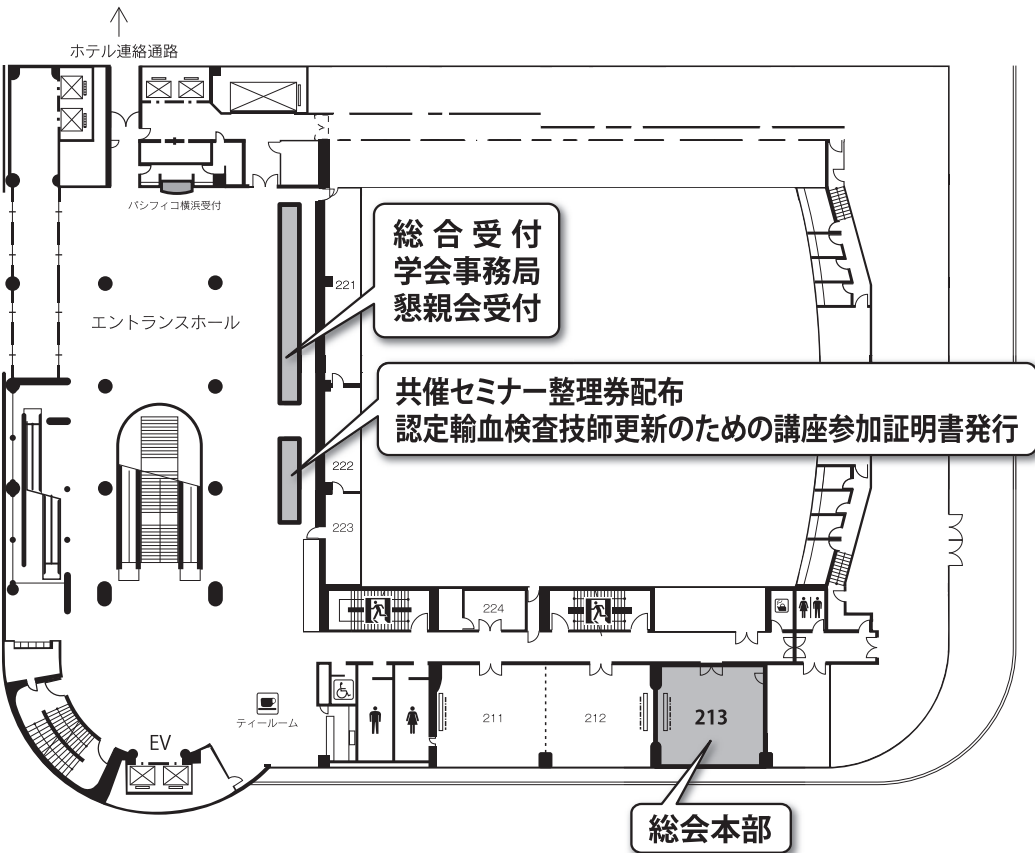 ホテル連絡通路
パシフィコ横浜受付
総合受付
学会事務局
懇親会受付
221
エントランスホール
共催セミナー整理券配布
認定輸血検査技師更新のための講座参加証明書発行
222
223
224
211
212
213
ティールーム
EV
総会本部